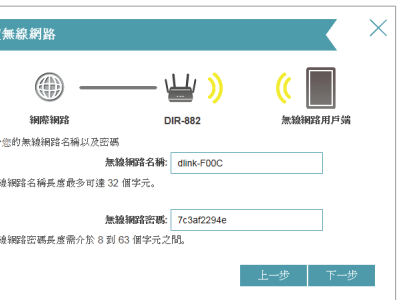 無線網路
網際網路 DIR-882 無線網路用戶端
您的無線網路名稱以及密碼
無線網路名稱: dlink-F00C
線網路名稱長度最多可達 32 個字元。
無線網路密碼: 7c3af2294e
線網路密碼長度需介於 8 到 63 個字元之間。
上一步 下一步